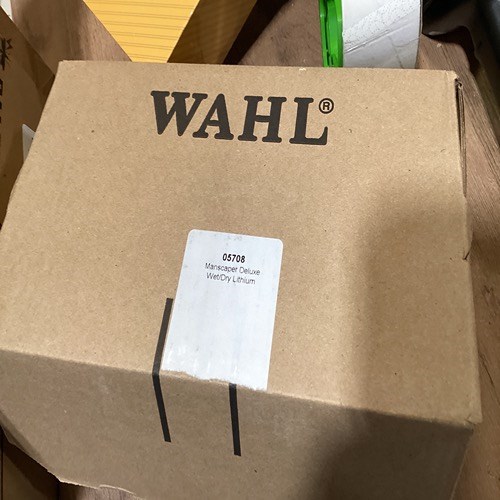 WAHL®
05708
Manscaper Deluxe
Wet/Dry Lithium